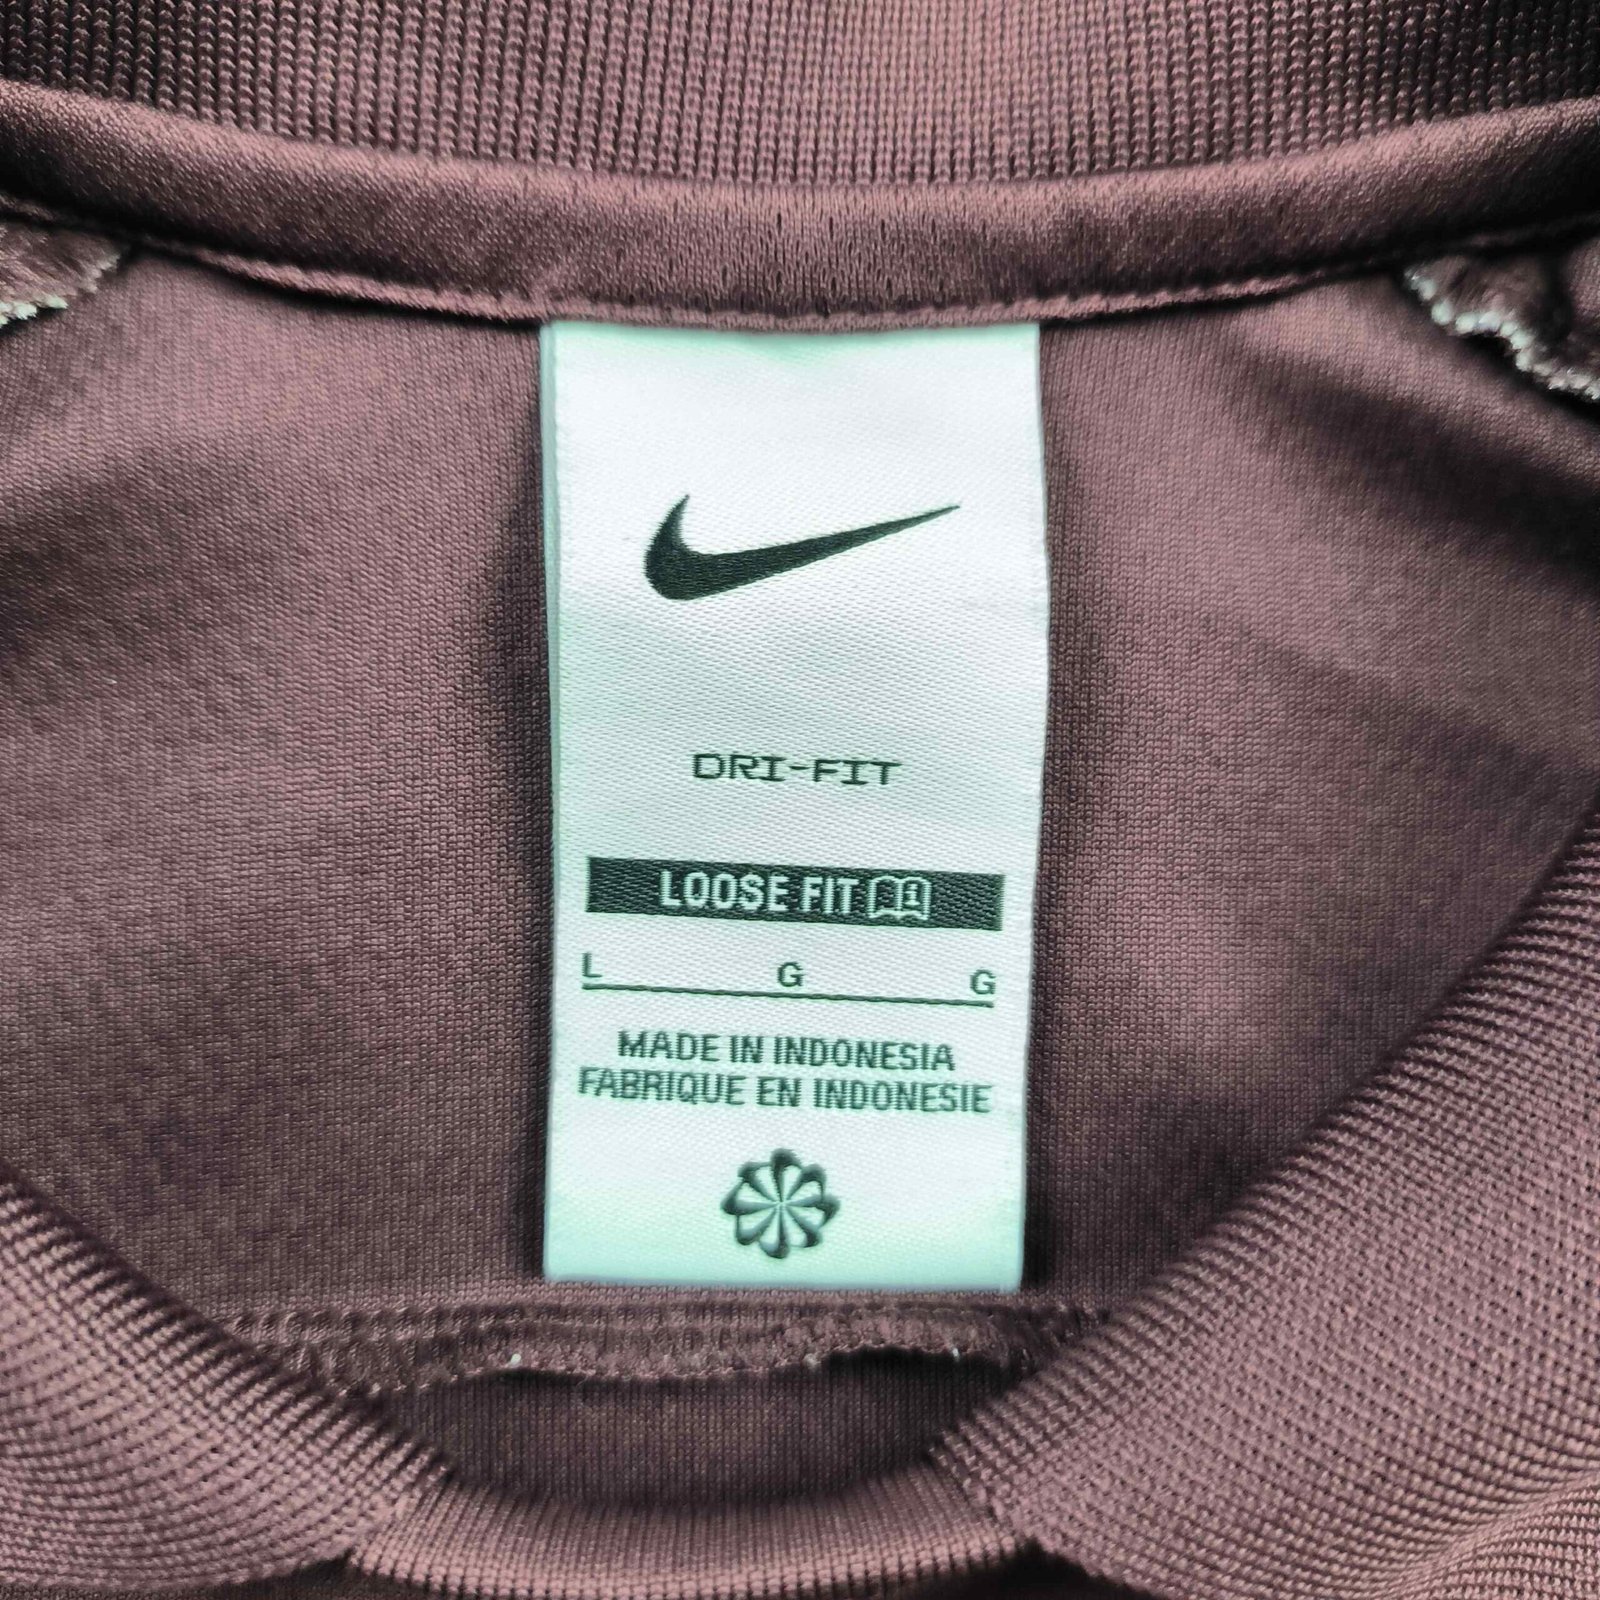 DRI-FIT
LOOSE FIT
L G G
MADE IN INDONESIA
FABRIQUE EN INDONESIE